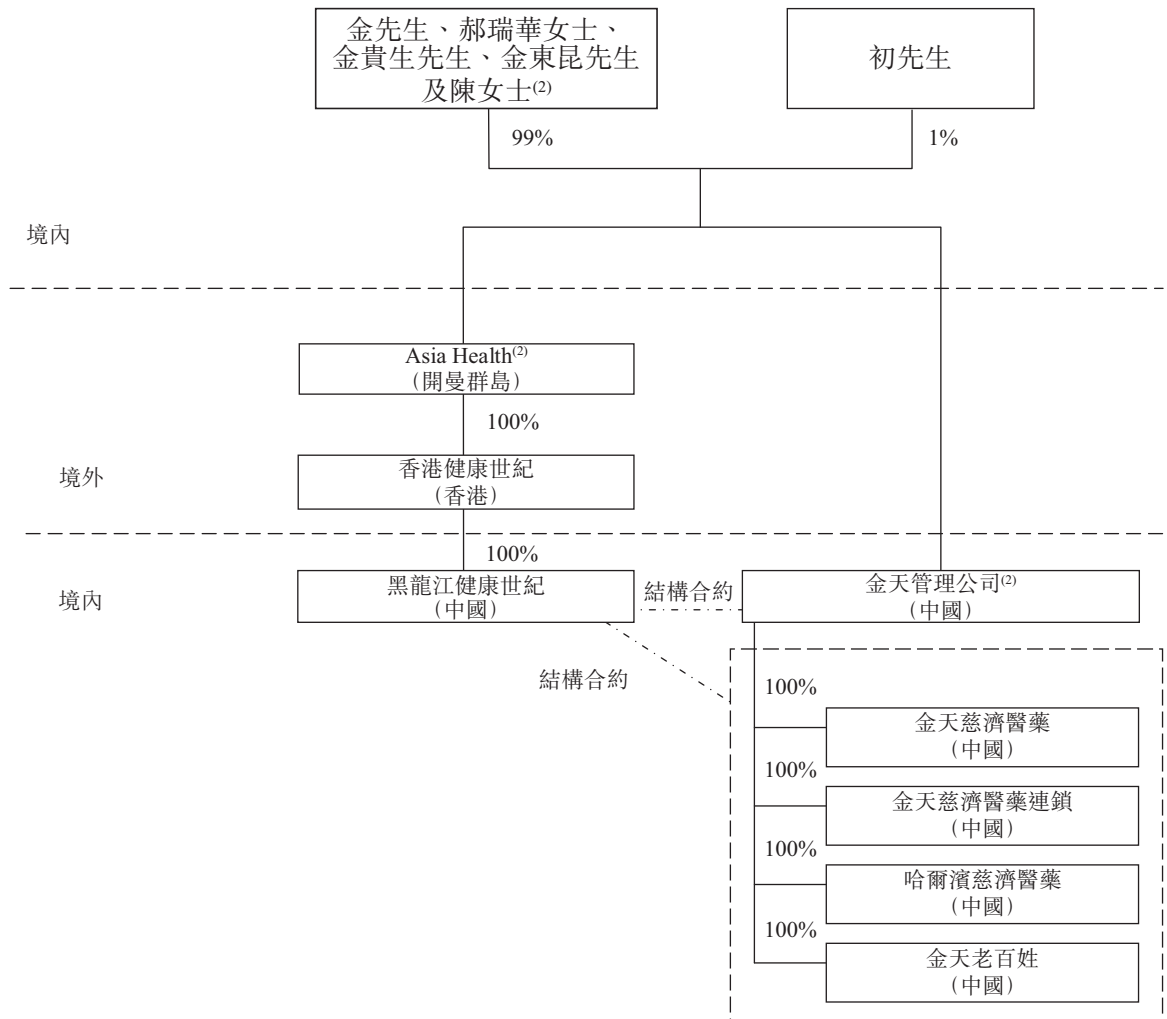 金先生、郝瑞華女士、
金貴生先生、金東昆先生
及陳女士(2)
初先生
99%
1%
境內
Asia Health(2)
（開曼群島）
100%
境外
香港健康世紀
（香港）
100%
境內
黑龍江健康世紀
（中國）
結構合約
金天管理公司(2)
（中國）
結構合約
100%
金天慈濟醫藥
（中國）
100%
金天慈濟醫藥連鎖
（中國）
100%
哈爾濱慈濟醫藥
（中國）
100%
金天老百姓
（中國）